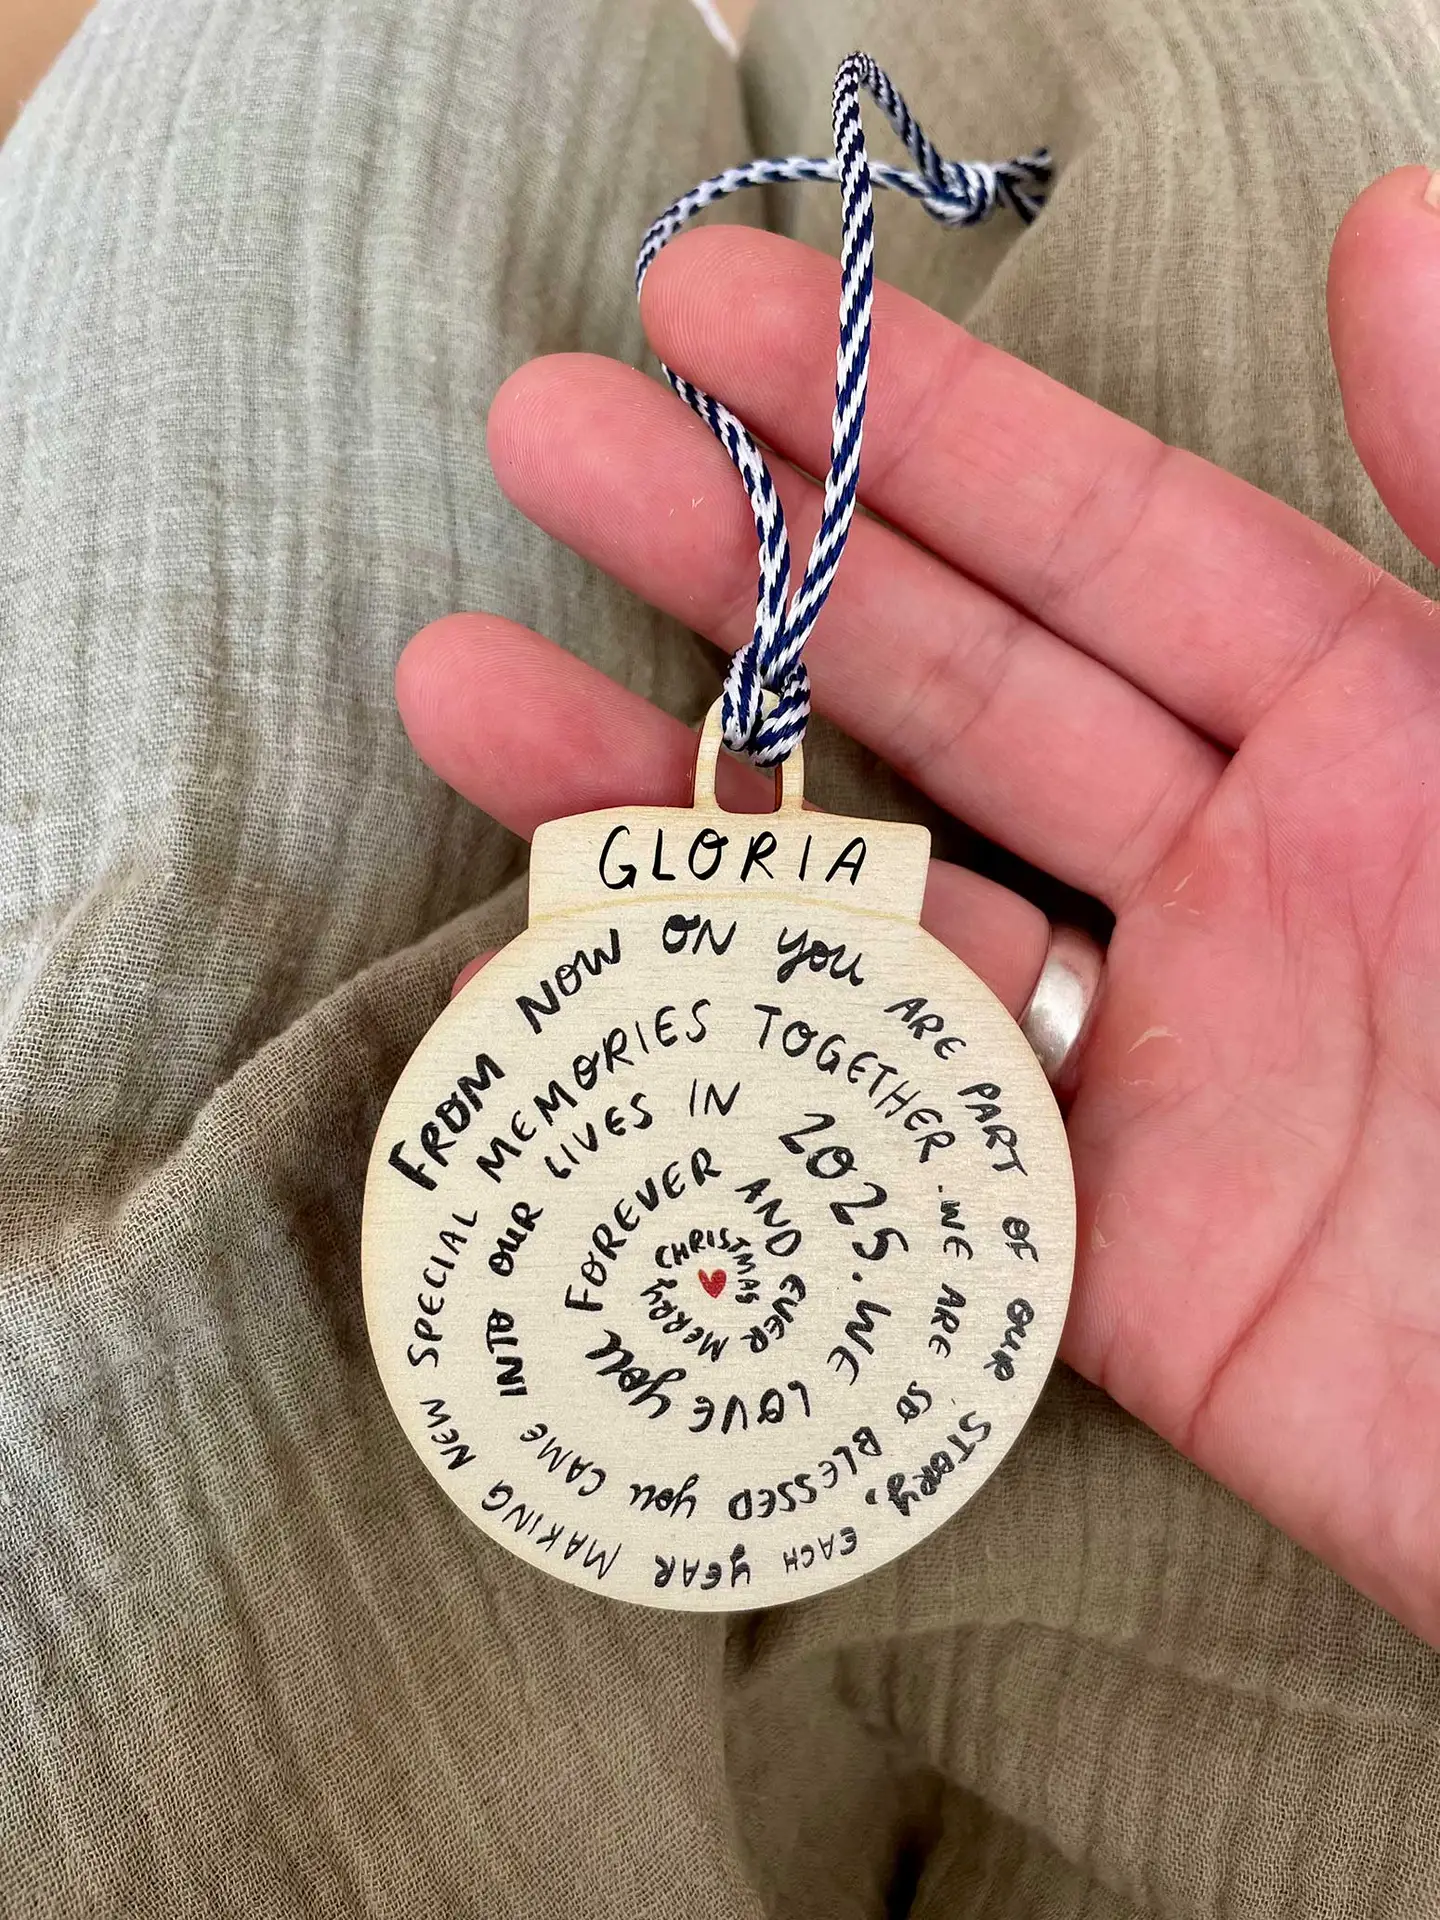 GLORIA
FROM NOW ON YOU ARE PART OF OUR STORY, EACH YEAR MAKING NEW SPECIAL MEMORIES TOGETHER. WE ARE SO BLESSED YOU CAME INTO OUR LIVES IN 2025. WE LOVE YOU FOREVER AND EVER MERRY CHRISTMAS